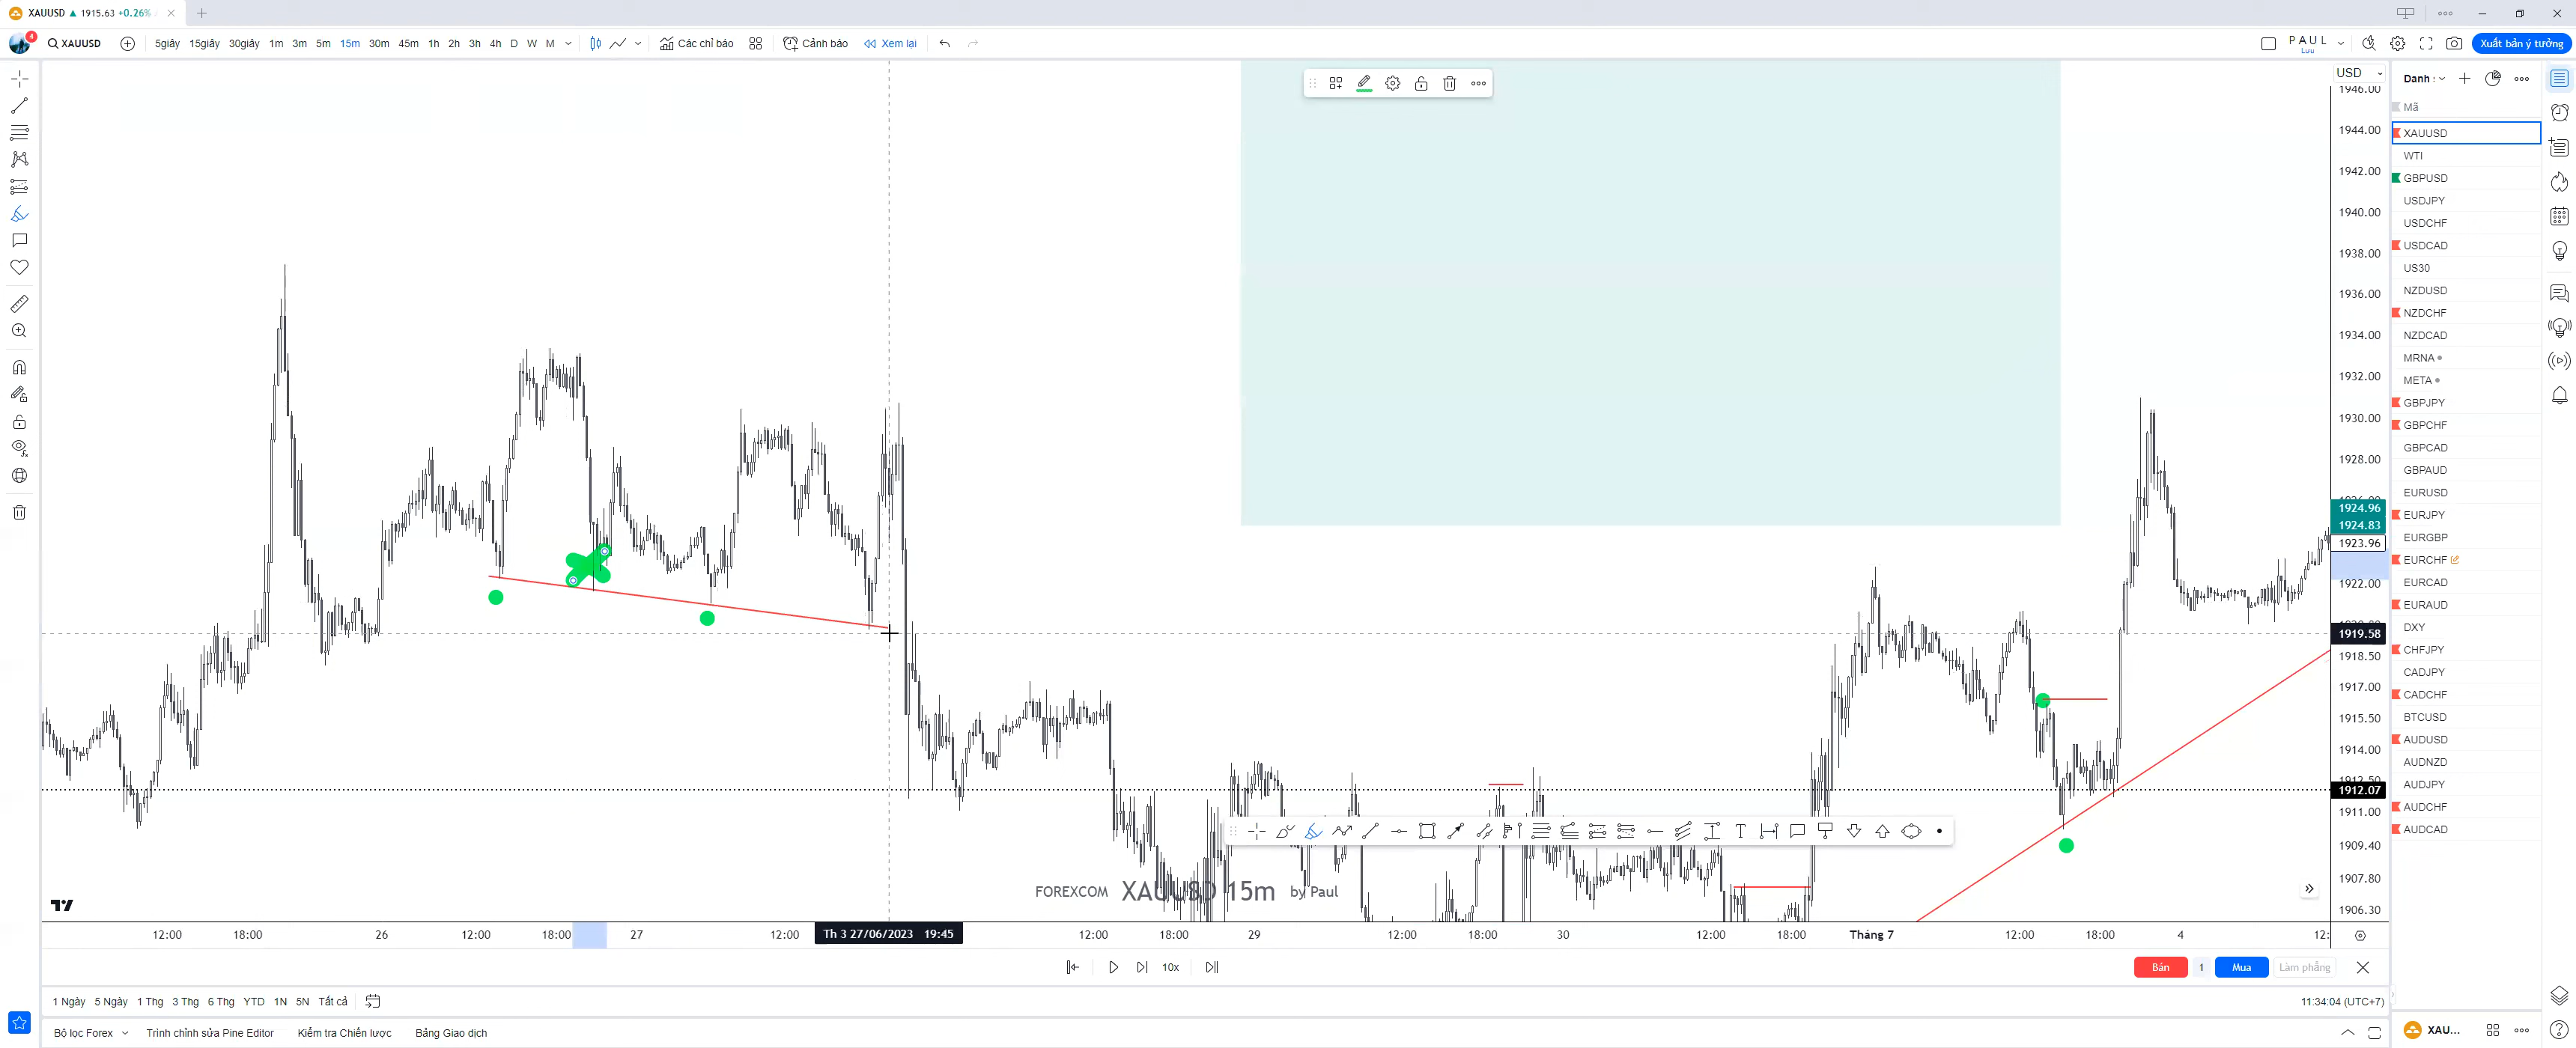 XAUUSD ▲ 1915.63 +0.26%
4 XAUUSD 5giây 15giây 30giây 1m 3m 5m 15m 30m 45m 1h 2h 3h 4h D W M Các chỉ báo Cảnh báo Xem lại PAUL Lưu Xuất bản ý tưởng
USD Danh
Mã
XAUUSD
WTI
GBPUSD
USDJPY
USDCHF
USDCAD
US30
NZDUSD
NZDCHF
NZDCAD
MRNA
META
GBPJPY
GBPCHF
GBPCAD
GBPAUD
EURUSD
EURJPY
EURGBP
EURCHF
EURCAD
EURAUD
DXY
CHFJPY
CADJPY
CADCHF
BTCUSD
AUDUSD
AUDNZD
AUDJPY
AUDCHF
AUDCAD
1946.00
1944.00
1942.00
1940.00
1938.00
1936.00
1934.00
1932.00
1930.00
1928.00
1924.96
1924.83
1923.96
1922.00
1919.58
1918.50
1917.00
1915.50
1914.00
1912.07
1911.00
1909.40
1907.80
1906.30
FOREXCOM XAUUSD 15m by Paul
12:00 18:00 26 12:00 18:00 27 12:00 Th 3 27/06/2023 19:45 12:00 18:00 29 12:00 18:00 30 12:00 18:00 Tháng 7 12:00 18:00 4 12:
10x Bán 1 Mua Làm phẳng
1 Ngày 5 Ngày 1 Thg 3 Thg 6 Thg YTD 1N 5N Tất cả 11:34:04 (UTC+7)
Bộ lọc Forex Trình chỉnh sửa Pine Editor Kiểm tra Chiến lược Bảng Giao dịch XAU...